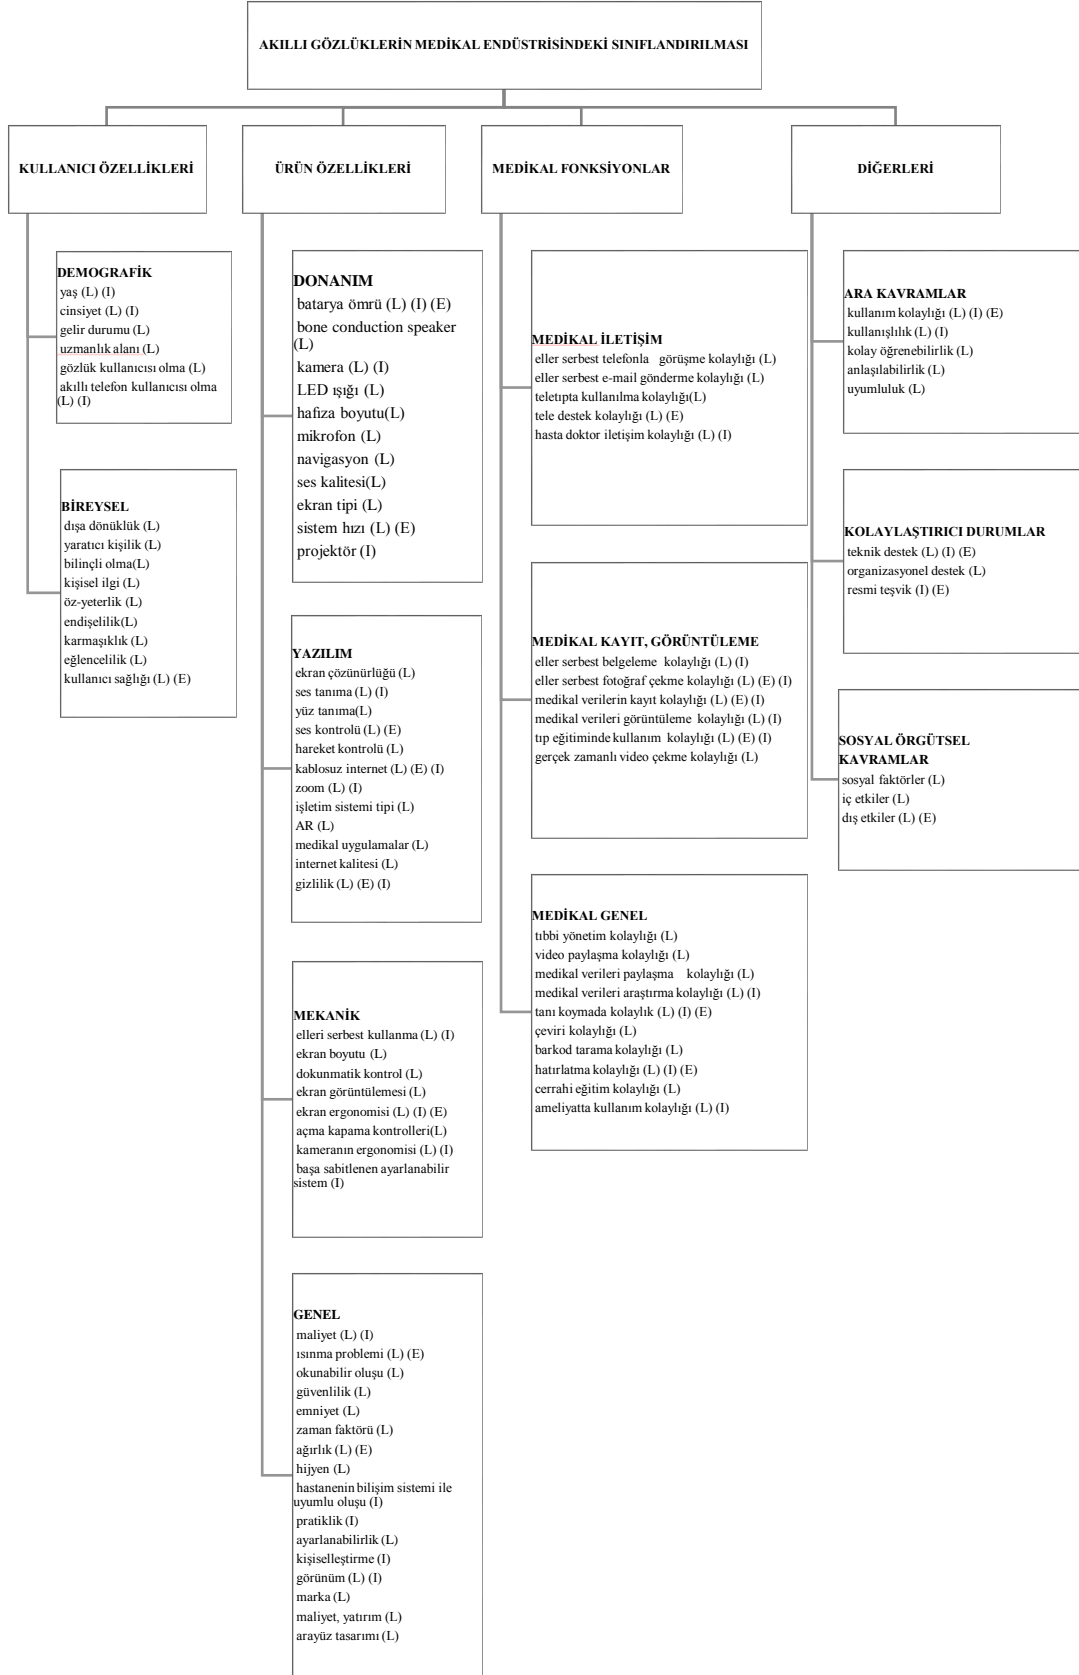 AKILLI GÖZLÜKLERİN MEDİKAL ENDÜSTRİSİNDEKİ SINIFLANDIRILMASI
KULLANICI ÖZELLİKLERİ
DEMOGRAFİK
yaş (L) (I)
cinsiyet (L) (I)
gelir durumu (L)
uzmanlık alanı (L)
gözlük kullanıcısı olma (L)
akıllı telefon kullanıcısı olma
(L) (I)
BİREYSEL
dışa dönüklük (L)
yaratıcı kişilik (L)
bilinçli olma(L)
kişisel ilgi (L)
öz-yeterlik (L)
endişelilik(L)
karmaşıklık (L)
eğlencelilik (L)
kullanıcı sağlığı (L) (E)
ÜRÜN ÖZELLİKLERİ
DONANIM
batarya ömrü (L) (I) (E)
bone conduction speaker
(L)
kamera (L) (I)
LED ışığı (L)
hafıza boyutu(L)
mikrofon (L)
navigasyon (L)
ses kalitesi(L)
ekran tipi (L)
sistem hızı (L) (E)
projektör (I)
YAZILIM
ekran çözünürlüğü (L)
ses tanıma (L) (I)
yüz tanıma(L)
ses kontrolü (L) (E)
hareket kontrolü (L)
kablosuz internet (L) (E) (I)
zoom (L) (I)
işletim sistemi tipi (L)
AR (L)
medikal uygulamalar (L)
internet kalitesi (L)
gizlilik (L) (E) (I)
MEKANİK
elleri serbest kullanma (L) (I)
ekran boyutu (L)
dokunmatik kontrol (L)
ekran görüntülemesi (L)
ekran ergonomisi (L) (I) (E)
açma kapama kontrolleri(L)
kameranın ergonomisi (L) (I)
başa sabitlenen ayarlanabilir
sistem (I)
GENEL
maliyet (L) (I)
ısınma problemi (L) (E)
okunabilir oluşu (L)
güvenlilik (L)
emniyet (L)
zaman faktörü (L)
ağırlık (L) (E)
hijyen (L)
hastanenin bilişim sistemi ile
uyumlu oluşu (I)
pratiklik (I)
ayarlanabilirlik (L)
kişiselleştirme (I)
görünüm (L) (I)
marka (L)
maliyet, yatırım (L)
arayüz tasarımı (L)
MEDİKAL FONKSİYONLAR
MEDİKAL İLETİŞİM
eller serbest telefonla görüşme kolaylığı (L)
eller serbest e-mail gönderme kolaylığı (L)
teletıpta kullanılma kolaylığı(L)
tele destek kolaylığı (L) (E)
hasta doktor iletişim kolaylığı (L) (I)
MEDİKAL KAYIT, GÖRÜNTÜLEME
eller serbest belgeleme kolaylığı (L) (I)
eller serbest fotoğraf çekme kolaylığı (L) (E) (I)
medikal verilerin kayıt kolaylığı (L) (E) (I)
medikal verileri görüntüleme kolaylığı (L) (I)
tıp eğitiminde kullanım kolaylığı (L) (E) (I)
gerçek zamanlı video çekme kolaylığı (L)
MEDİKAL GENEL
tıbbi yönetim kolaylığı (L)
video paylaşma kolaylığı (L)
medikal verileri paylaşma kolaylığı (L)
medikal verileri araştırma kolaylığı (L) (I)
tanı koymada kolaylık (L) (I) (E)
çeviri kolaylığı (L)
barkod tarama kolaylığı (L)
hatırlatma kolaylığı (L) (I) (E)
cerrahi eğitim kolaylığı (L)
ameliyatta kullanım kolaylığı (L) (I)
DİĞERLERİ
ARA KAVRAMLAR
kullanım kolaylığı (L) (I) (E)
kullanışlılık (L) (I)
kolay öğrenebilirlik (L)
anlaşılabilirlik (L)
uyumluluk (L)
KOLAYLAŞTIRICI DURUMLAR
teknik destek (L) (I) (E)
organizasyonel destek (L)
resmi teşvik (I) (E)
SOSYAL ÖRGÜTSEL
KAVRAMLAR
sosyal faktörler (L)
iç etkiler (L)
dış etkiler (L) (E)